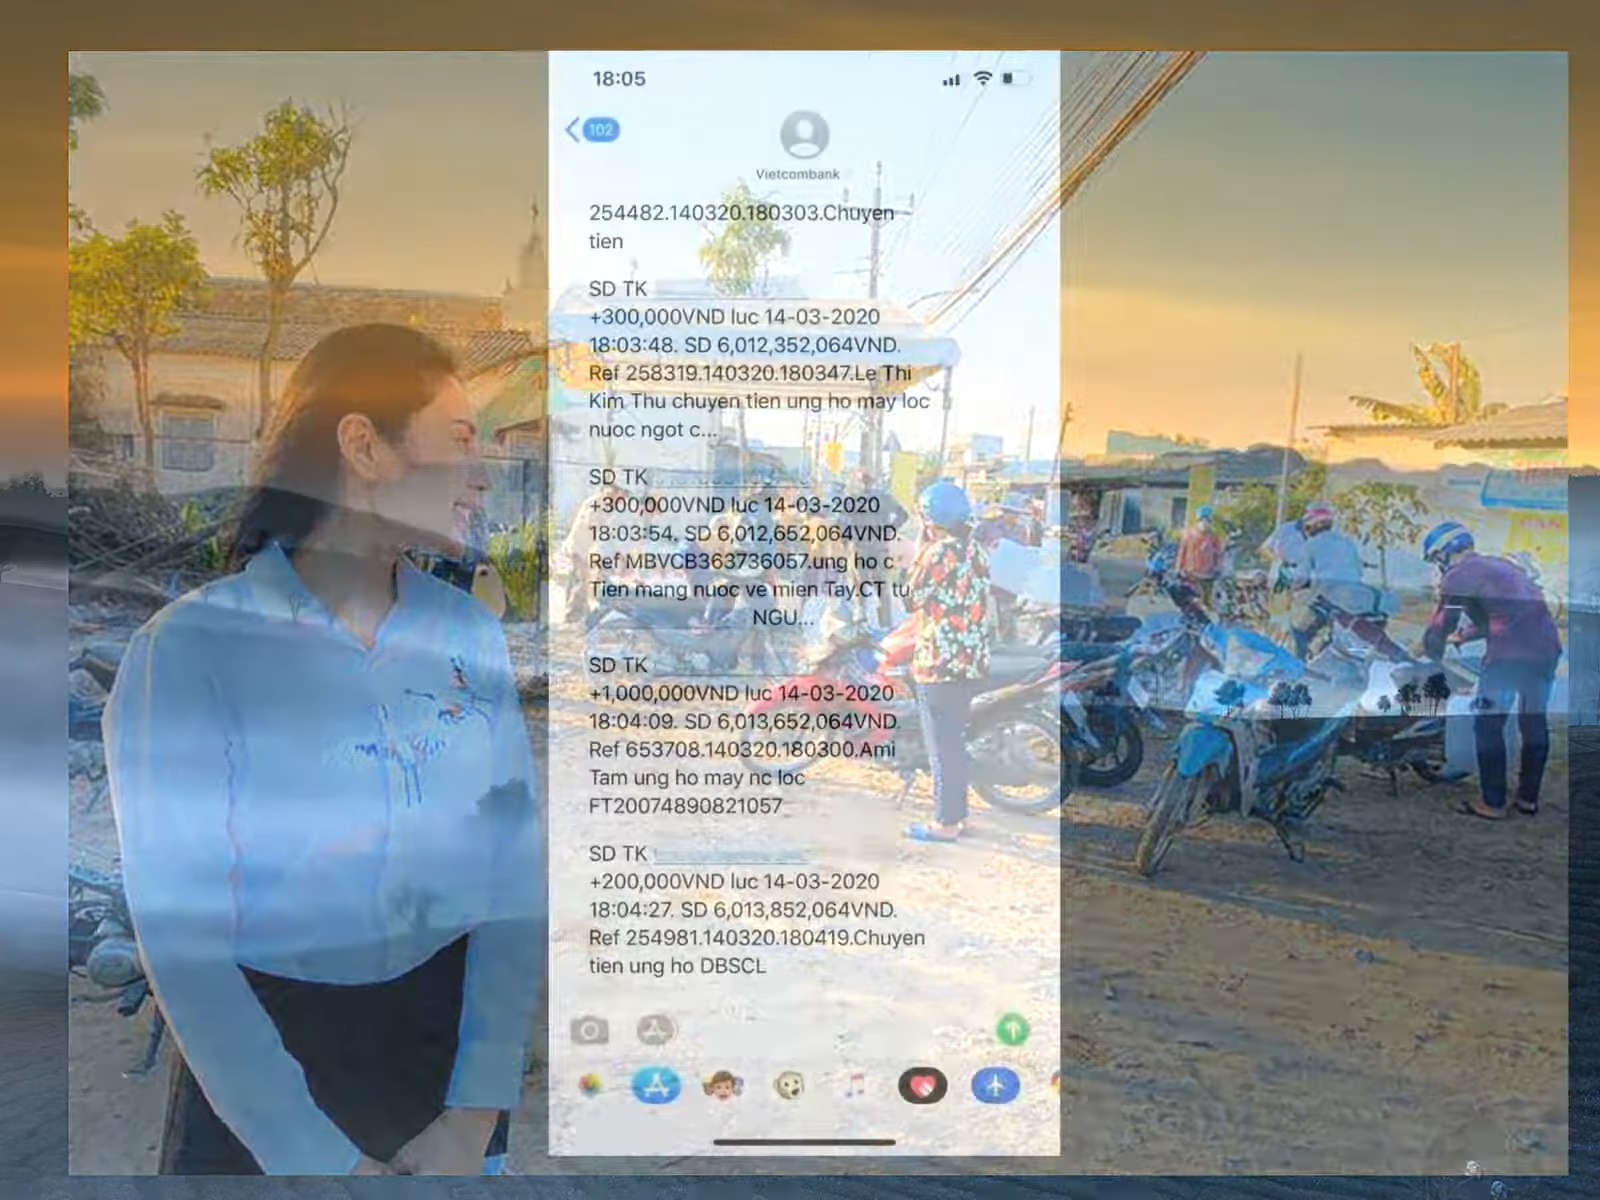 18:05
102
Vietcombank
254482.140320.180303.Chuyen
tien
SD TK
+300,000VND luc 14-03-2020
18:03:48. SD 6,012,352,064VND.
Ref 258319.140320.180347.Le Thi
Kim Thu chuyen tien ung ho may loc
nuoc ngot c...
SD TK
+300,000VND luc 14-03-2020
18:03:54. SD 6,012,652,064VND.
Ref MBVCB363736057.ung ho c
Tien mang nuoc ve mien Tay.CT tu
NGU...
SD TK
+1,000,000VND luc 14-03-2020
18:04:09. SD 6,013,652,064VND.
Ref 653708.140320.180300.Ami
Tam ung ho may nc loc
FT20074890821057
SD TK
+200,000VND luc 14-03-2020
18:04:27. SD 6,013,852,064VND.
Ref 254981.140320.180419.Chuyen
tien ung ho DBSCL